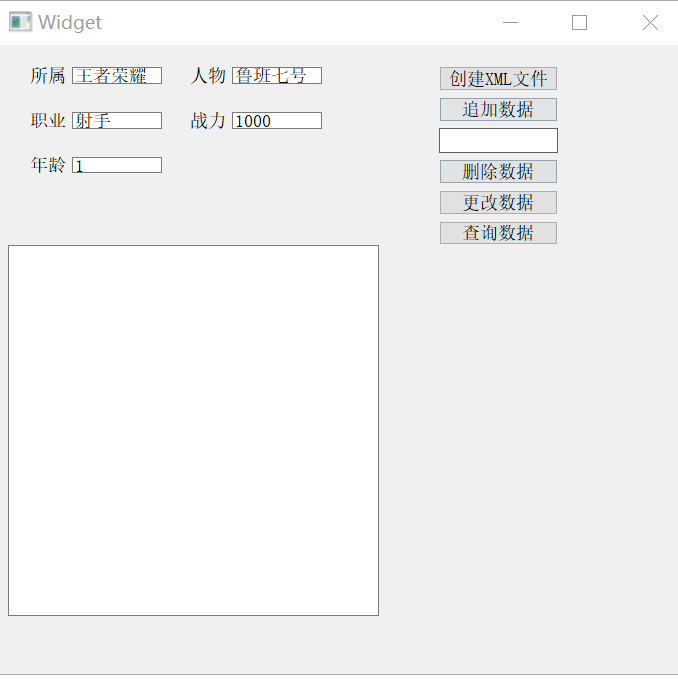 Widget
所属 王者荣耀 人物 鲁班七号
职业 射手 战力 1000
年龄 1
创建XML文件
追加数据
删除数据
更改数据
查询数据